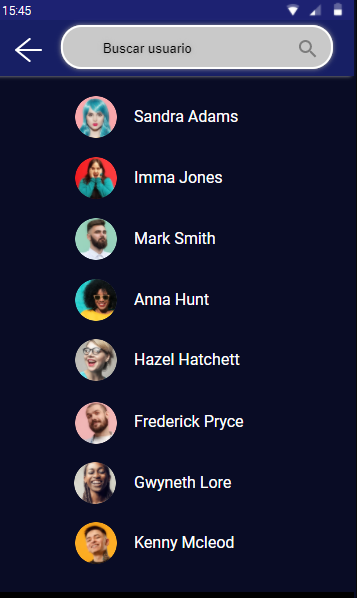 15:45
Buscar usuario
Sandra Adams
Imma Jones
Mark Smith
Anna Hunt
Hazel Hatchett
Frederick Pryce
Gwyneth Lore
Kenny Mcleod